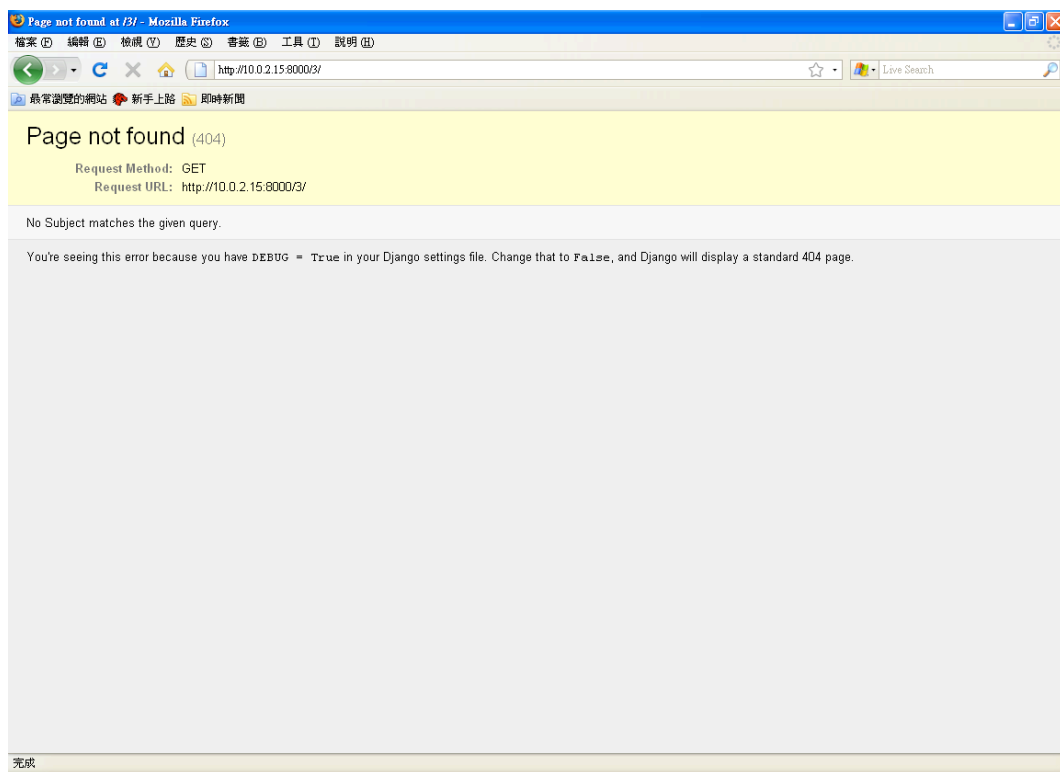 Page not found at /3/ - Mozilla Firefox
檔案(F) 編輯(E) 檢視(V) 歷史(S) 書籤(B) 工具(T) 說明(H)
http://10.0.2.15:8000/3/ Live Search
最常瀏覽的網站 新手上路 即時新聞
Page not found (404)
Request Method: GET
Request URL: http://10.0.2.15:8000/3/
No Subject matches the given query.
You're seeing this error because you have DEBUG = True in your Django settings file. Change that to False, and Django will display a standard 404 page.
完成